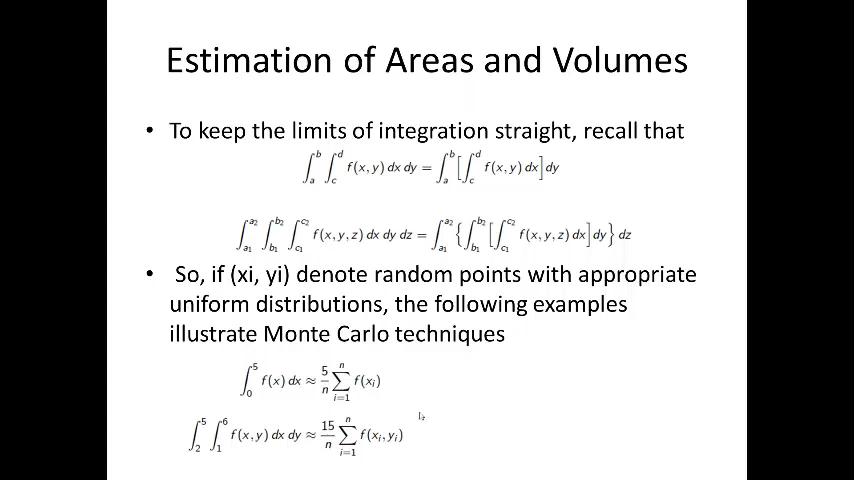 Estimation of Areas and Volumes
• To keep the limits of integration straight, recall that
∫_a^b ∫_c^d f(x, y) dx dy = ∫_a^b [∫_c^d f(x, y) dx] dy
∫_{a₁}^{a₂} ∫_{b₁}^{b₂} ∫_{c₁}^{c₂} f(x, y, z) dx dy dz = ∫_{a₁}^{a₂} {∫_{b₁}^{b₂} [∫_{c₁}^{c₂} f(x, y, z) dx] dy} dz
• So, if (xi, yi) denote random points with appropriate
uniform distributions, the following examples
illustrate Monte Carlo techniques
∫_0^5 f(x) dx ≈ 5/n ∑_{i=1}^n f(x_i)
∫_2^5 ∫_1^6 f(x, y) dx dy ≈ 15/n ∑_{i=1}^n f(x_i, y_i)